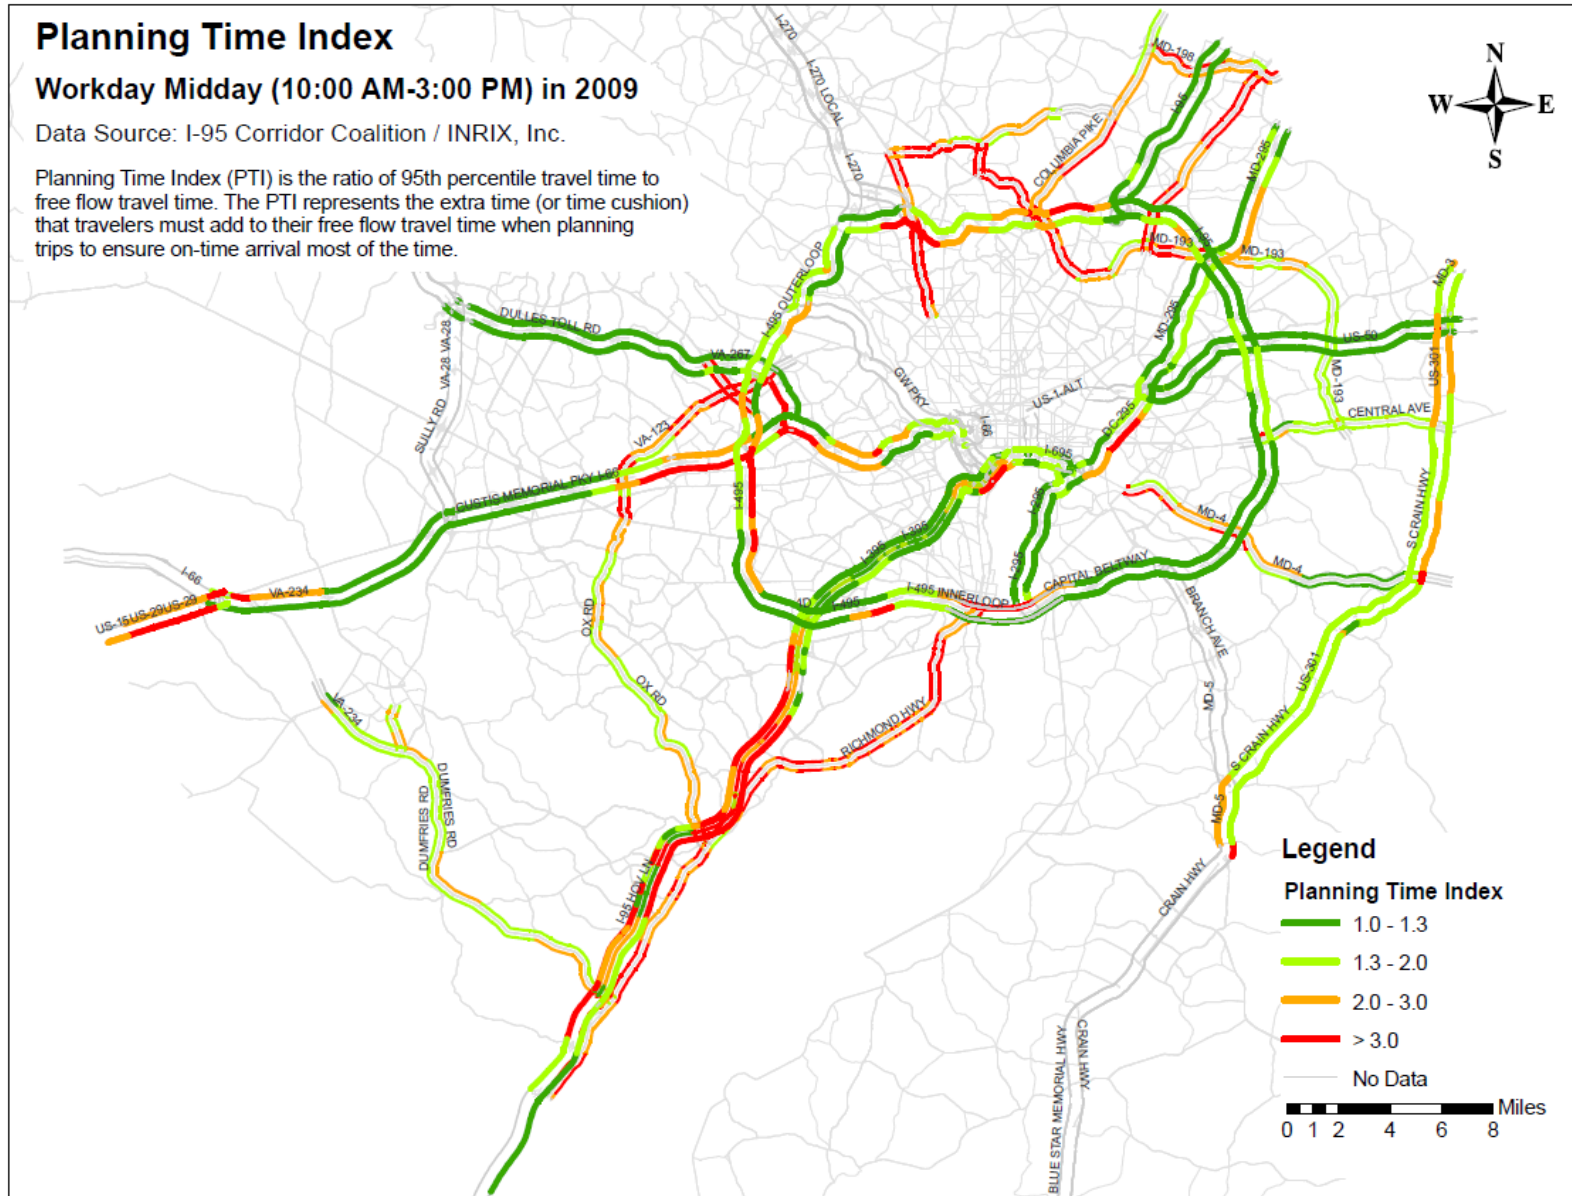 Planning Time Index
Workday Midday (10:00 AM-3:00 PM) in 2009
Data Source: I-95 Corridor Coalition / INRIX, Inc.
Planning Time Index (PTI) is the ratio of 95th percentile travel time to
free flow travel time. The PTI represents the extra time (or time cushion)
that travelers must add to their free flow travel time when planning
trips to ensure on-time arrival most of the time.
N
W E
S
I-270
I-270 LOCAL
I-270
MD-198
I-95
COLUMBIA PIKE
MD-295
I-95
MD-193
MD-193
MD-3
I-495 OUTERLOOP
DULLES TOLL RD
VA-28
VA-28
VA-267
MD-295
US-50
US-301
MD-193
GW PKY
US-1-ALT
I-66
DC-295
CENTRAL AVE
SULLY RD
VA-123
I-695
CUSTIS MEMORIAL PKY I-66
I-495
I-295
MD-4
S CRAIN HWY
I-395
I-395
I-295
CAPITAL BELTWAY
MD-4
I-66
VA-234
US-15US-29US-29
I-495
I-495 INNERLOOP
BRANCH AVE
OX RD
OX RD
MD-5
US-301
VA-234
RICHMOND HWY
S CRAIN HWY
DUMFRIES RD
DUMFRIES RD
MD-5
I-95 HOV LN
CRAIN HWY
BLUE STAR MEMORIAL HWY
CRAIN HWY
Legend
Planning Time Index
1.0 - 1.3
1.3 - 2.0
2.0 - 3.0
> 3.0
No Data
Miles
0 1 2 4 6 8